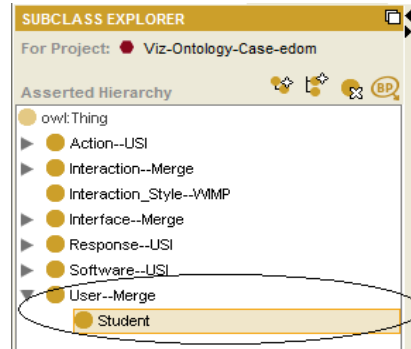 SUBCLASS EXPLORER
For Project: Viz-Ontology-Case-edom
Asserted Hierarchy
BP
owl:Thing
Action--USI
Interaction--Merge
Interaction_Style--WIMP
Interface--Merge
Response--USI
Software--USI
User--Merge
Student